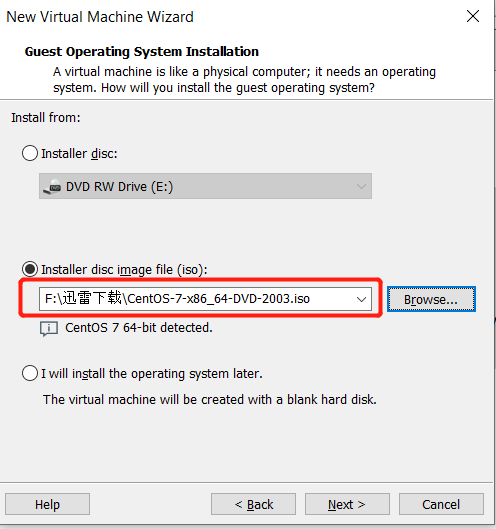 New Virtual Machine Wizard
Guest Operating System Installation
A virtual machine is like a physical computer; it needs an operating
system. How will you install the guest operating system?
Install from:
Installer disc:
DVD RW Drive (E:)
Installer disc image file (iso):
F:\迅雷下载\CentOS-7-x86_64-DVD-2003.iso
Browse...
CentOS 7 64-bit detected.
I will install the operating system later.
The virtual machine will be created with a blank hard disk.
Help
< Back
Next >
Cancel